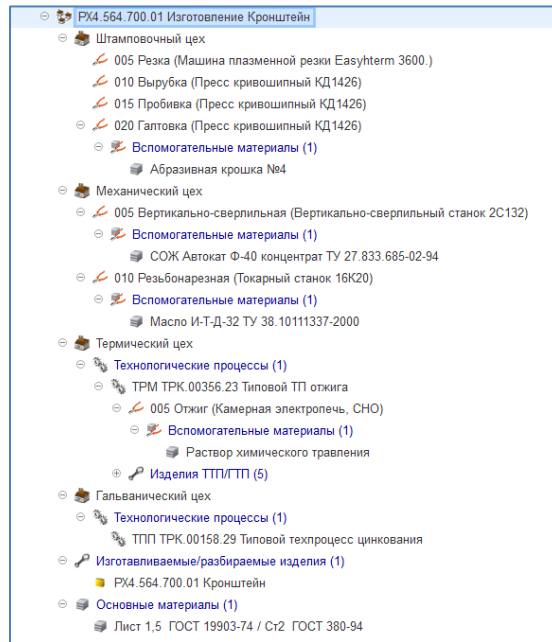 РХ4.564.700.01 Изготовление Кронштейн
Штамповочный цех
005 Резка (Машина плазменной резки Easyhterm 3600.)
010 Вырубка (Пресс кривошипный КД1426)
015 Пробивка (Пресс кривошипный КД1426)
020 Галтовка (Пресс кривошипный КД1426)
Вспомогательные материалы (1)
Абразивная крошка №4
Механический цех
005 Вертикально-сверлильная (Вертикально-сверлильный станок 2С132)
Вспомогательные материалы (1)
СОЖ Автокат Ф-40 концентрат ТУ 27.833.685-02-94
010 Резьбонарезная (Токарный станок 16К20)
Вспомогательные материалы (1)
Масло И-Т-Д-32 ТУ 38.10111337-2000
Термический цех
Технологические процессы (1)
ТРМ ТРК.00356.23 Типовой ТП отжига
005 Отжиг (Камерная электропечь, СНО)
Вспомогательные материалы (1)
Раствор химического травления
Изделия ТТП/ГТП (5)
Гальванический цех
Технологические процессы (1)
ТПП ТРК.00158.29 Типовой техпроцесс цинкования
Изготавливаемые/разбираемые изделия (1)
РХ4.564.700.01 Кронштейн
Основные материалы (1)
Лист 1,5 ГОСТ 19903-74 / Ст2 ГОСТ 380-94